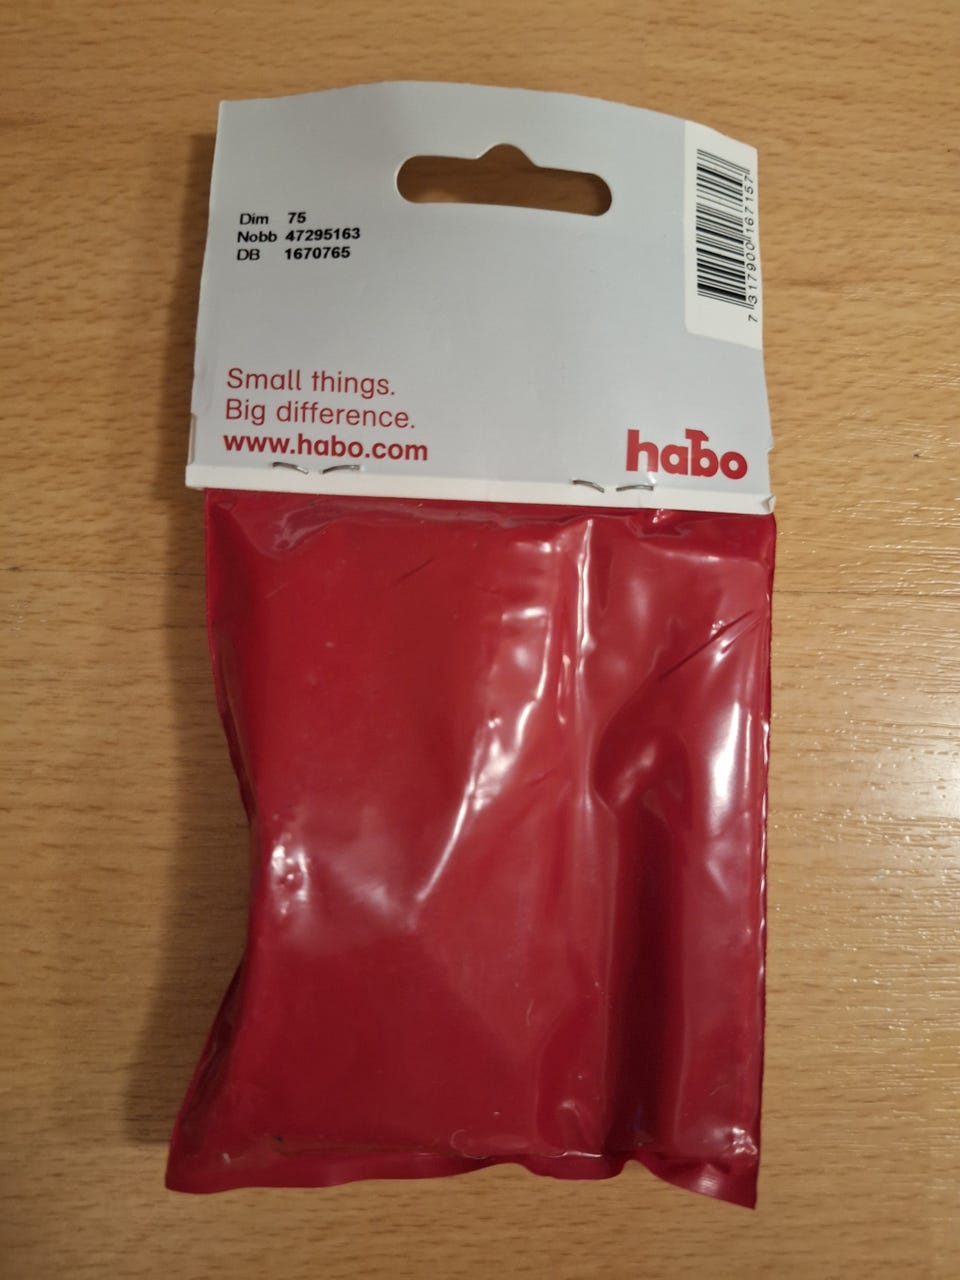 Dim 75
Nobb 47295163
DB 1670765
7 317900 167157
Small things.
Big difference.
www.habo.com
habo